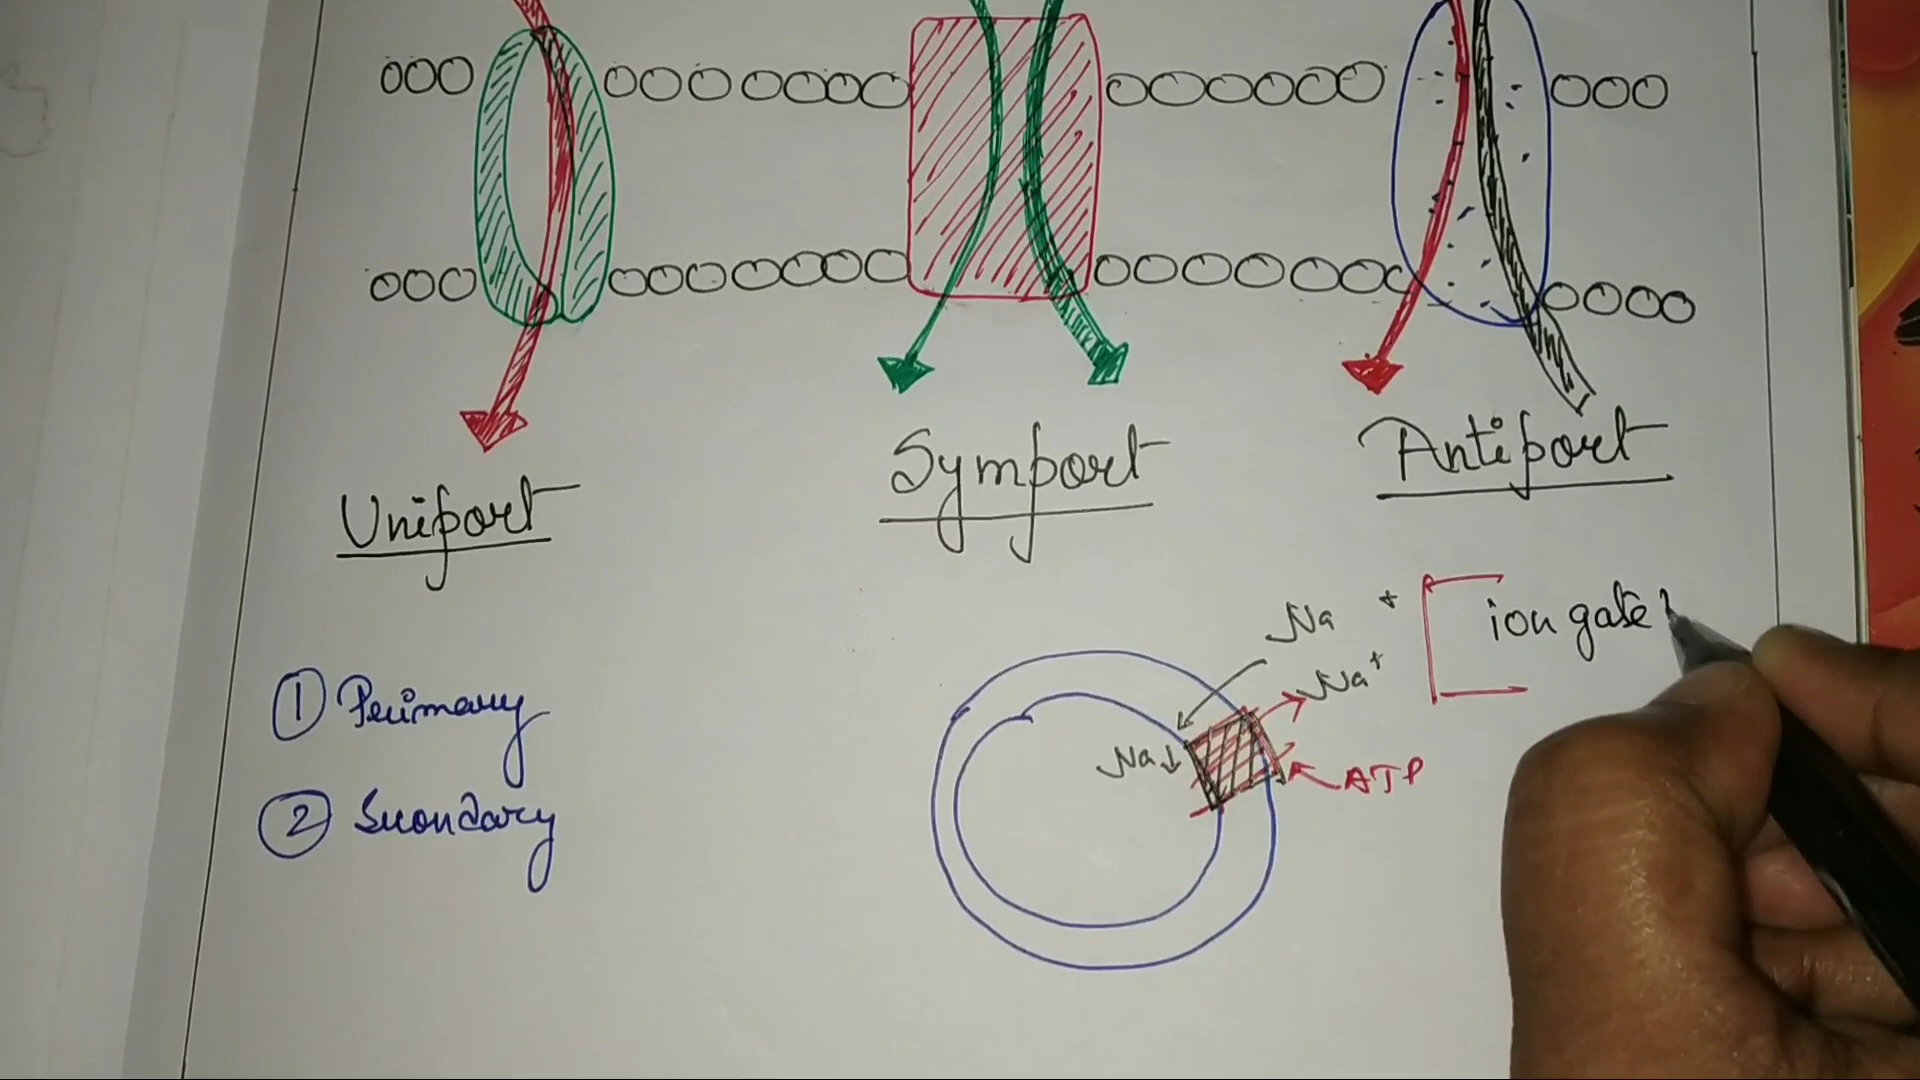 Uniport
Symport
Antiport
① Primary
② Secondary
Na +
Na+
Na↓
ATP
ion gate